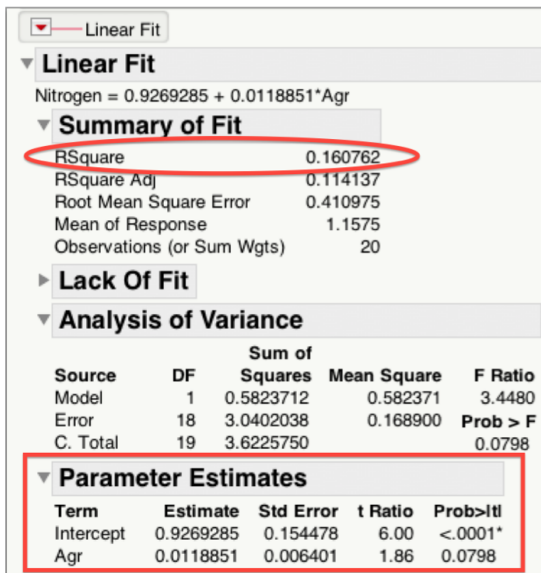 Linear Fit
Linear Fit
Nitrogen = 0.9269285 + 0.0118851*Agr
Summary of Fit
RSquare 0.160762
RSquare Adj 0.114137
Root Mean Square Error 0.410975
Mean of Response 1.1575
Observations (or Sum Wgts) 20
Lack Of Fit
Analysis of Variance
Sum of
Source DF Squares Mean Square F Ratio
Model 1 0.5823712 0.582371 3.4480
Error 18 3.0402038 0.168900 Prob > F
C. Total 19 3.6225750 0.0798
Parameter Estimates
Term Estimate Std Error t Ratio Prob>|t|
Intercept 0.9269285 0.154478 6.00 <.0001*
Agr 0.0118851 0.006401 1.86 0.0798